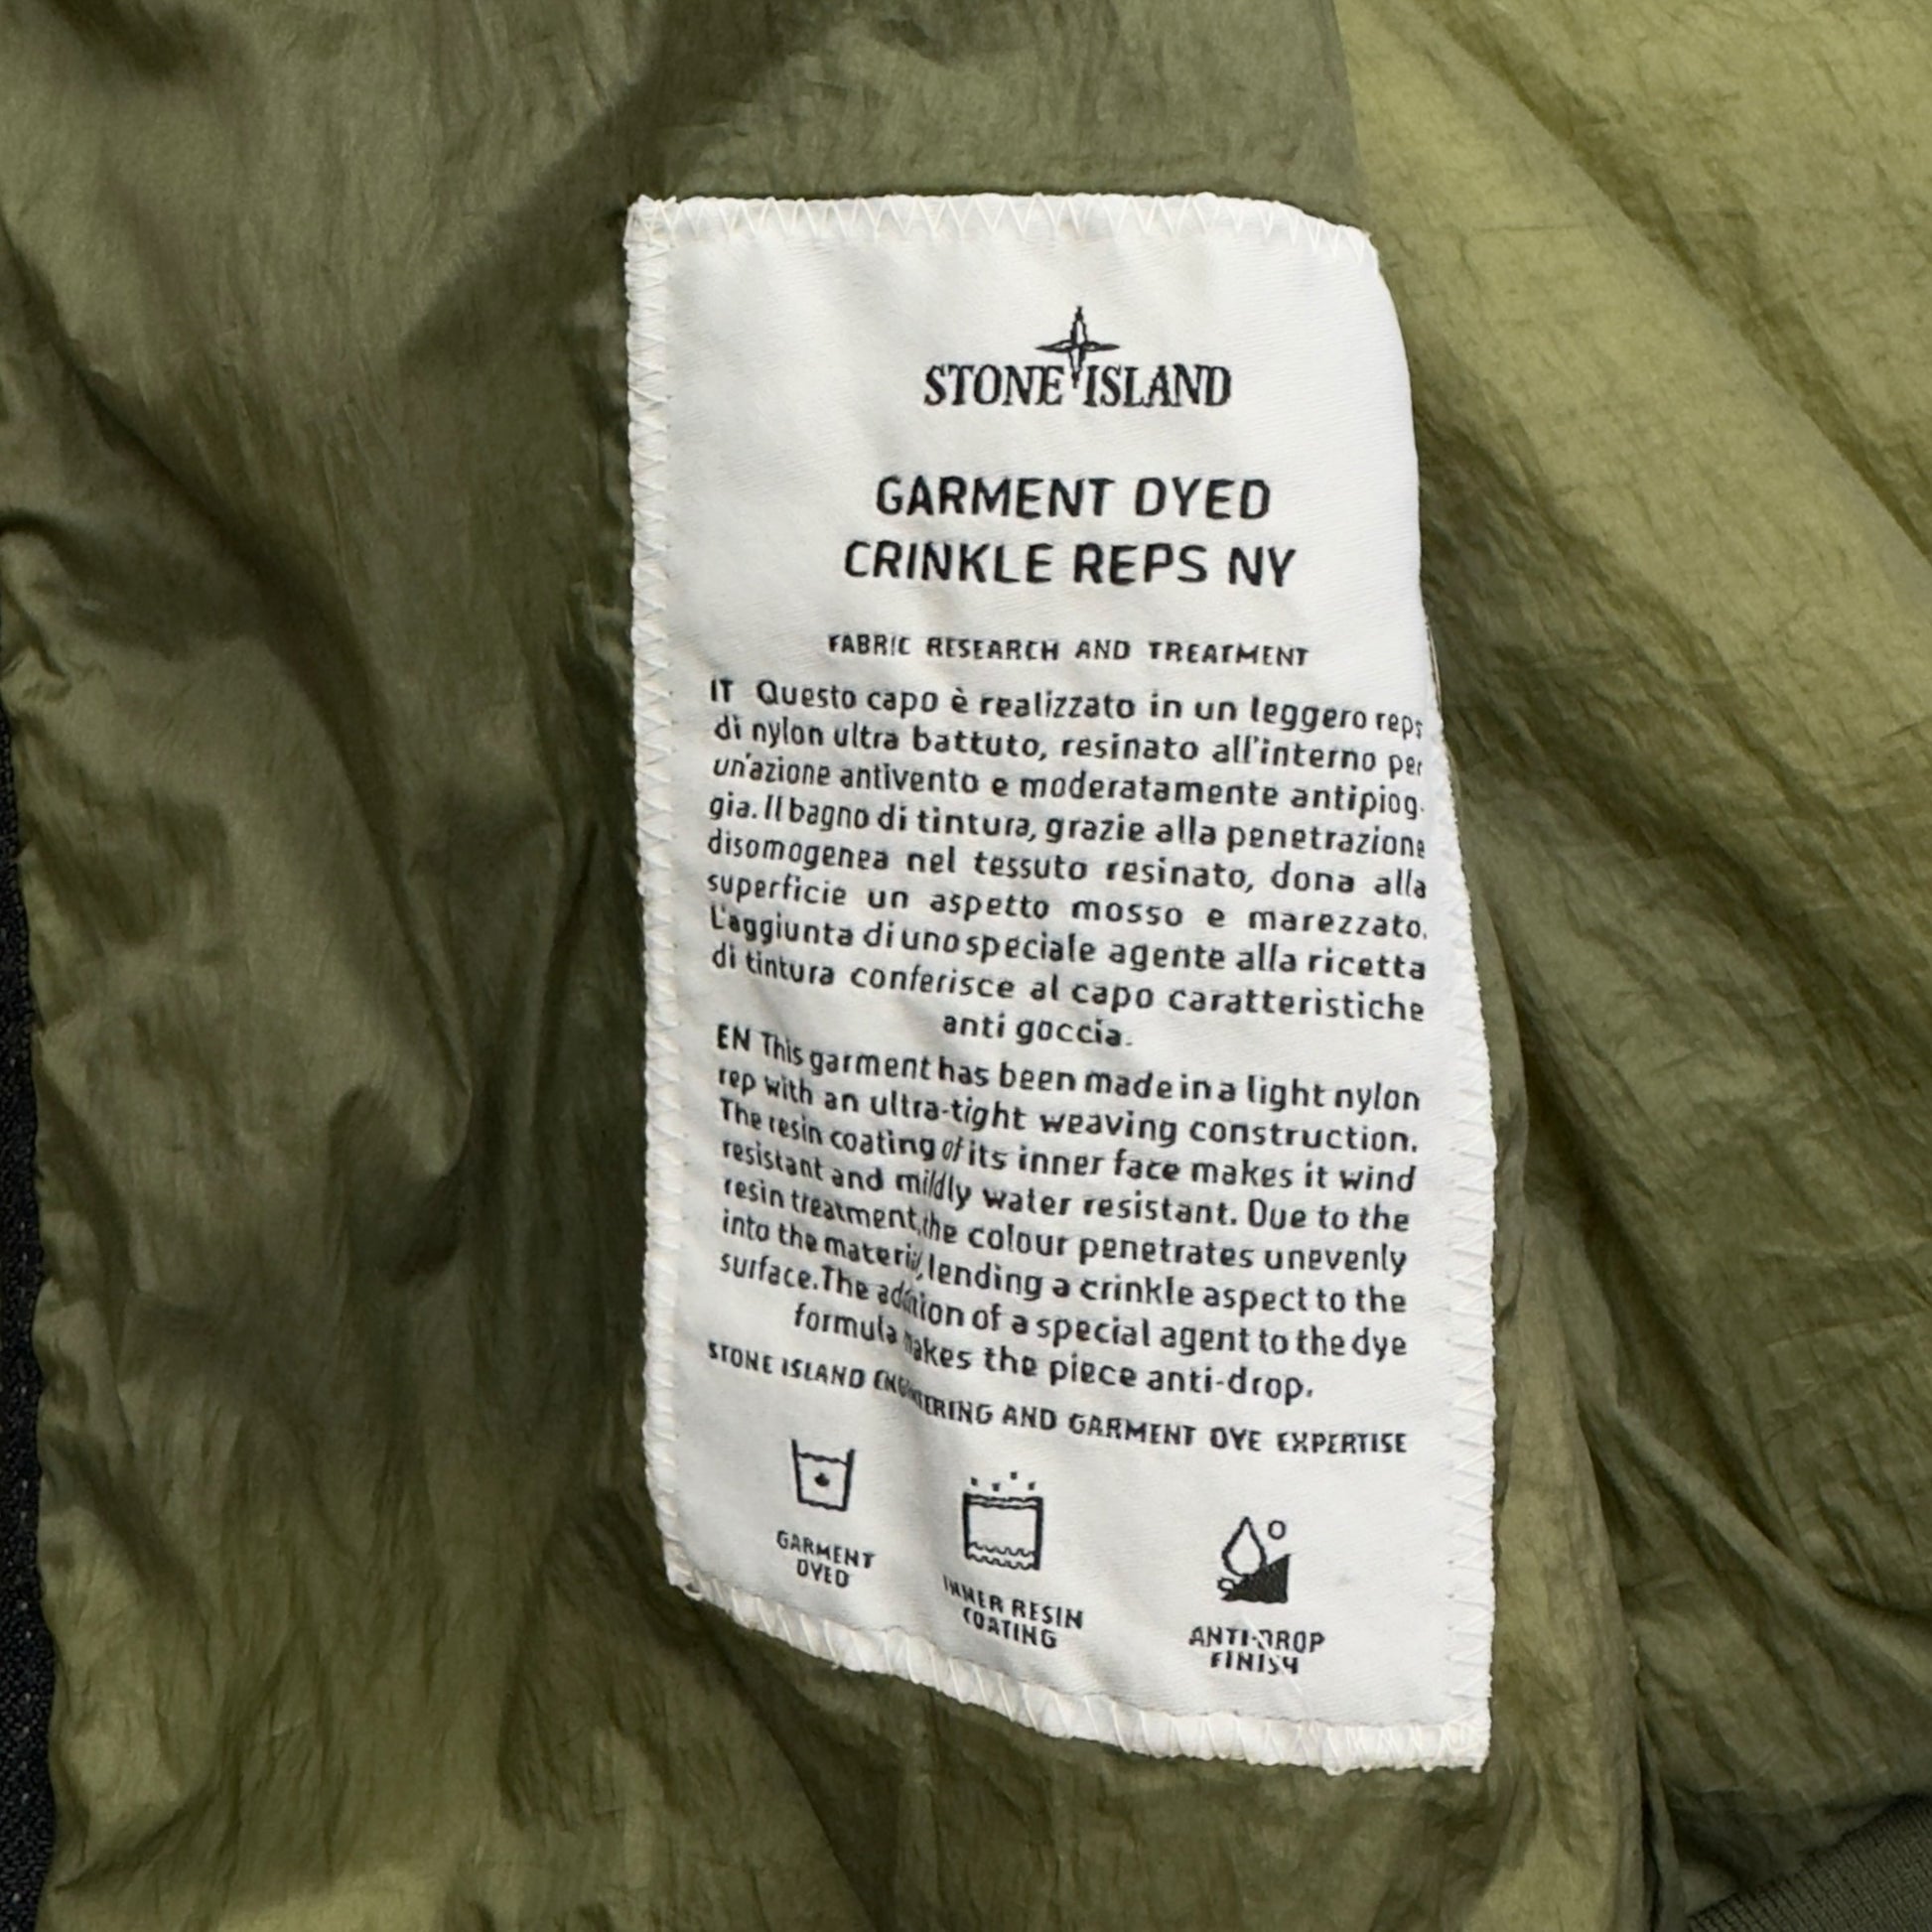 STONE ISLAND
GARMENT DYED
CRINKLE REPS NY
FABRIC RESEARCH AND TREATMENT
IT Questo capo è realizzato in un leggero reps
di nylon ultra battuto, resinato all'interno per
un'azione antivento e moderatamente antipiog-
gia. Il bagno di tintura, grazie alla penetrazione
disomogenea nel tessuto resinato, dona alla
superficie un aspetto mosso e marezzato.
L'aggiunta di uno speciale agente alla ricetta
di tintura conferisce al capo caratteristiche
anti goccia.
EN This garment has been made in a light nylon
rep with an ultra-tight weaving construction.
The resin coating of its inner face makes it wind
resistant and mildly water resistant. Due to the
resin treatment, the colour penetrates unevenly
into the material, lending a crinkle aspect to the
surface. The addition of a special agent to the dye
formula makes the piece anti-drop.
STONE ISLAND ENGINEERING AND GARMENT DYE EXPERTISE
GARMENT
DYED
INNER RESIN
COATING
ANTI-DROP
FINISH